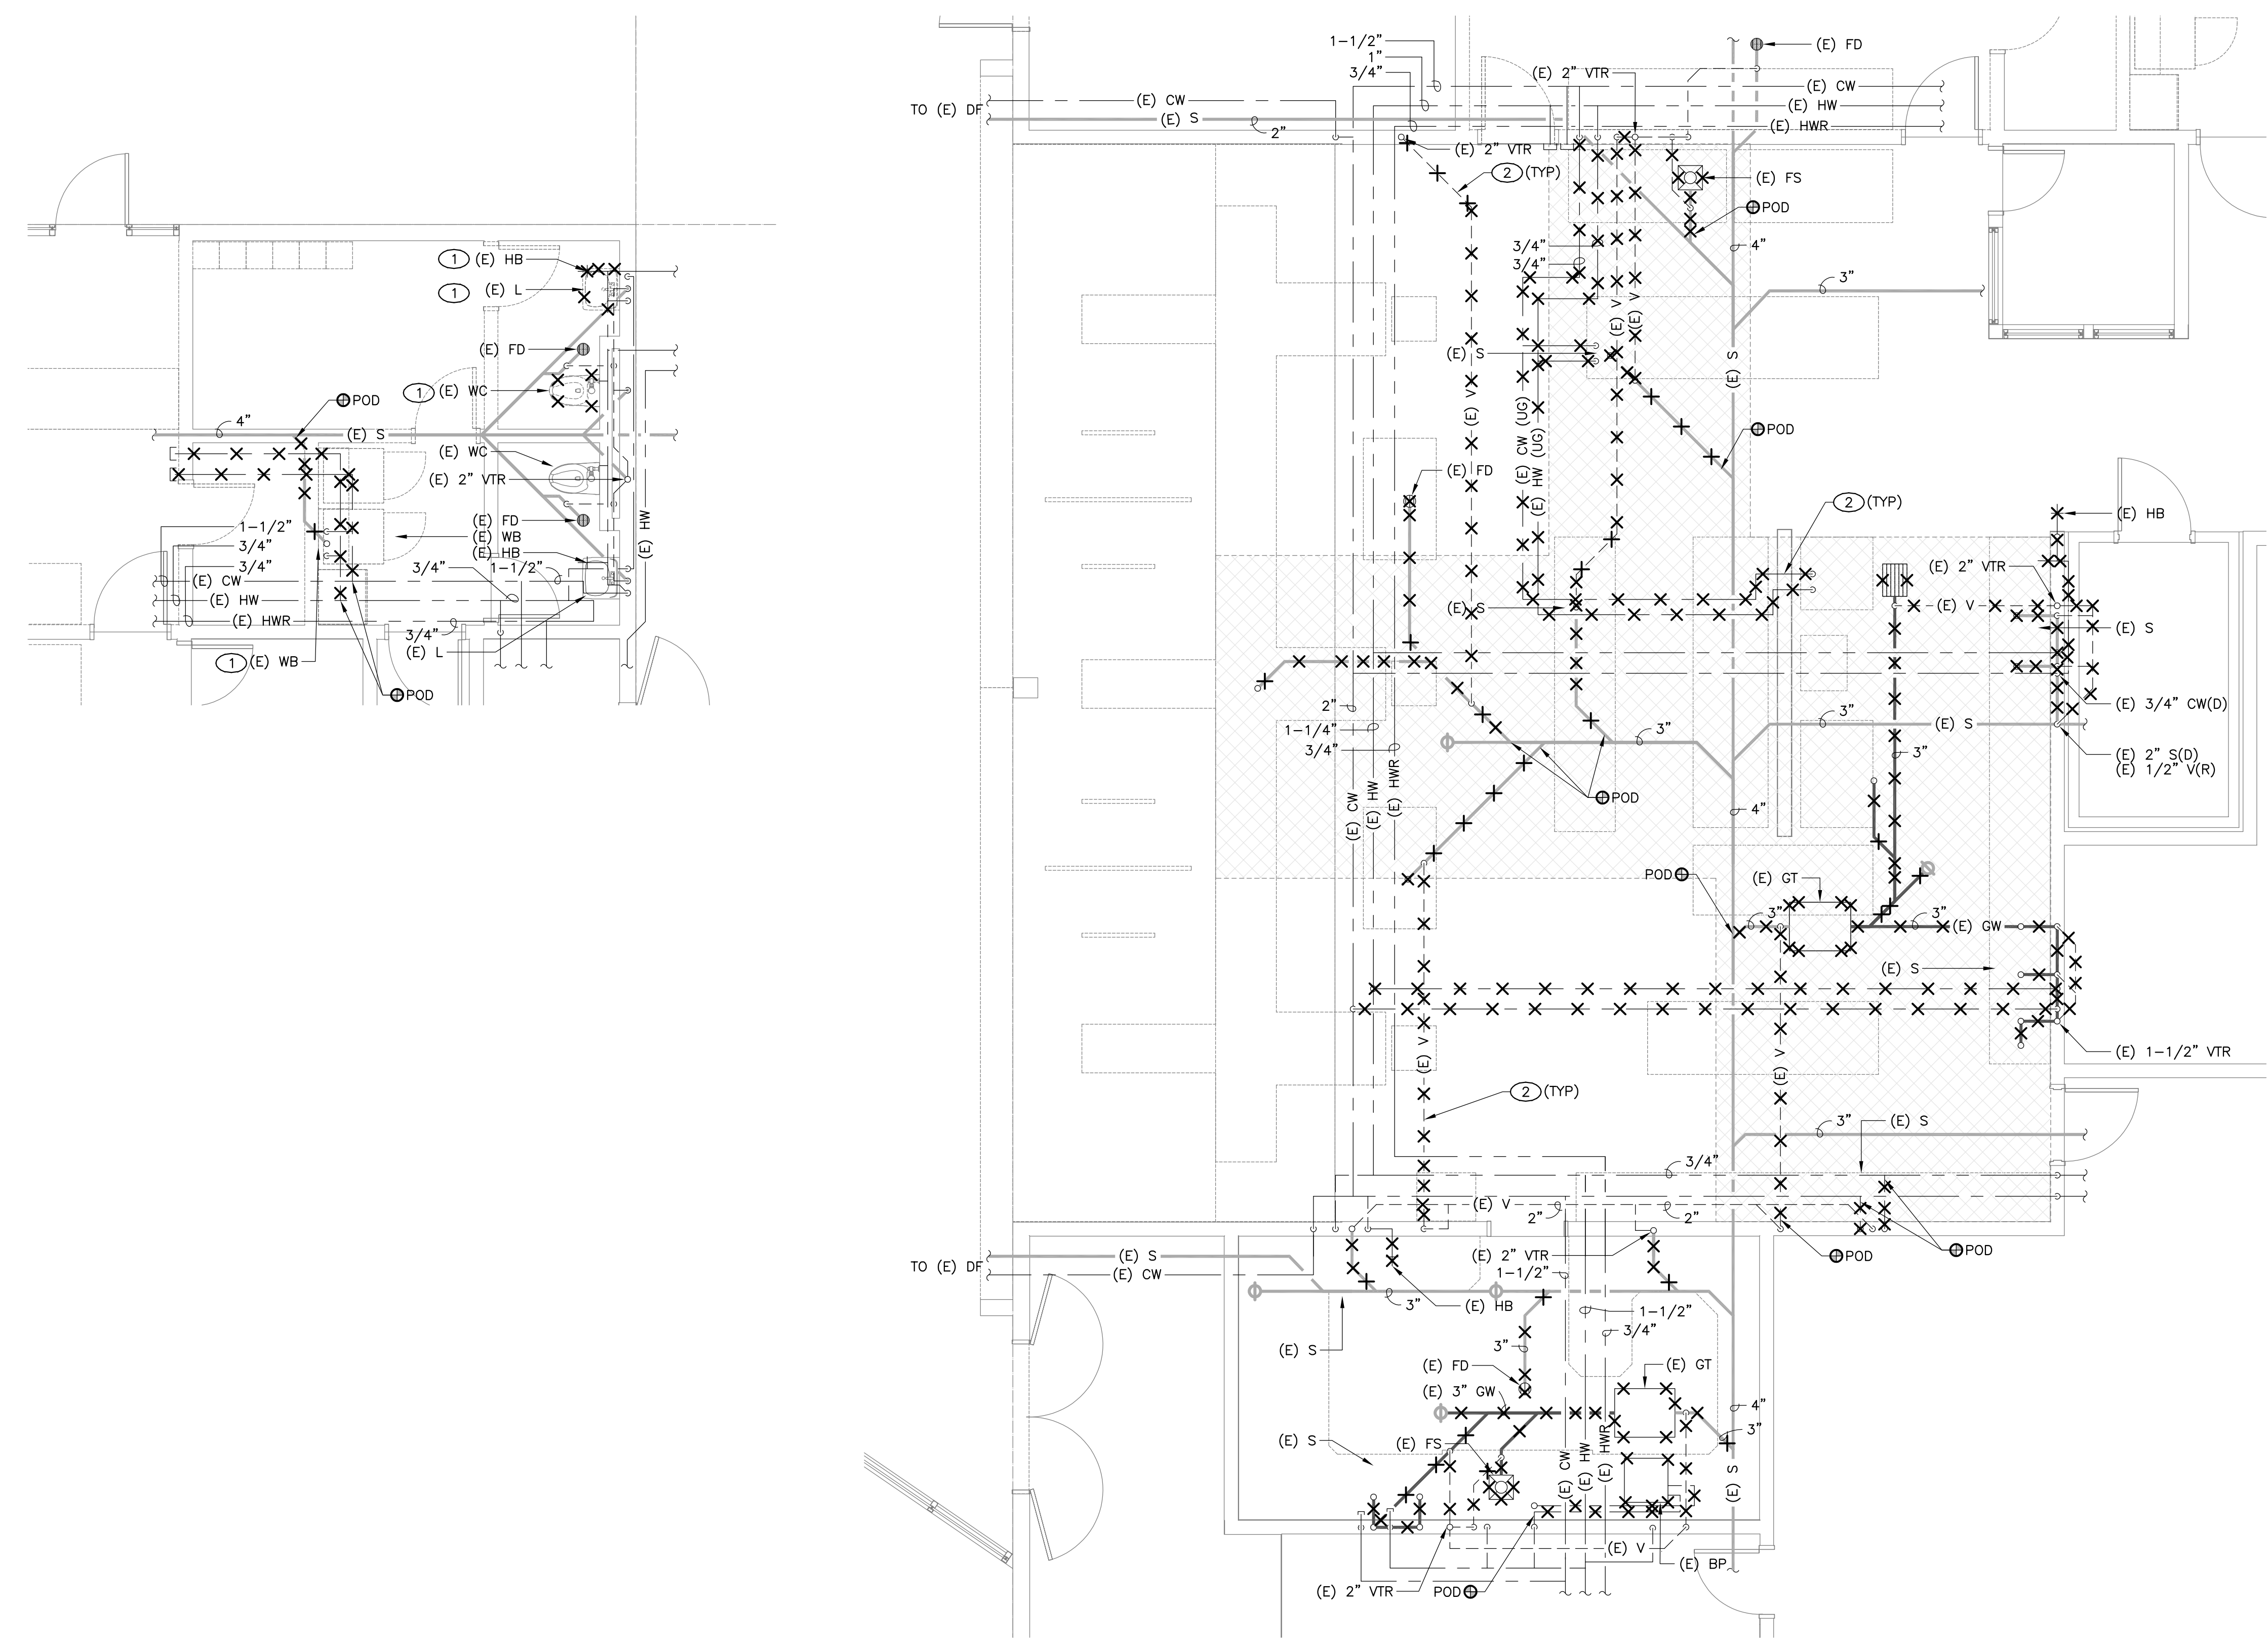 1 (E) HB
1 (E) L
(E) FD
1 (E) WC
POD
4"
(E) S
(E) WC
(E) 2" VTR
(E) FD
(E) WB
(E) HB
1-1/2"
3/4"
3/4"
3/4"
1-1/2"
(E) CW
(E) HW
(E) HWR
3/4"
(E) L
1 (E) WB
POD
(E) HW
1-1/2"
1"
3/4"
(E) FD
(E) 2" VTR
TO (E) DF
(E) CW
(E) S
2"
(E) CW
(E) HW
(E) HWR
(E) 2" VTR
2 (TYP)
(E) FS
POD
3/4"
3/4"
4"
3"
(E) V
(E) V
(E) S
(E) S
(E) V
(E) CW (UG)
(E) HW (UG)
POD
(E) FD
2 (TYP)
(E) HB
(E) 2" VTR
(E) V
(E) S
(E) S
(E) 3/4" CW(D)
2"
1-1/4"
3/4"
3"
3"
(E) S
3"
(E) 2" S(D)
(E) 1/2" V(R)
POD
4"
(E) CW
(E) HW
(E) HWR
POD
(E) GT
3"
3"
(E) GW
(E) S
(E) V
(E) V
(E) 1-1/2" VTR
2 (TYP)
3"
(E) S
3/4"
(E) V
2"
2"
POD
POD
TO (E) DF
(E) S
(E) CW
(E) 2" VTR
1-1/2"
3"
(E) HB
1-1/2"
3/4"
(E) S
3"
(E) FD
(E) GT
(E) 3" GW
4"
3"
(E) S
(E) FS
(E) CW
(E) HW
(E) HWR
(E) S
(E) V
(E) BP
(E) 2" VTR
POD